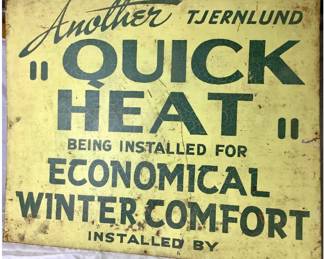 Another TJERNLUND
"QUICK
HEAT"
BEING INSTALLED FOR
ECONOMICAL
WINTER COMFORT
INSTALLED BY